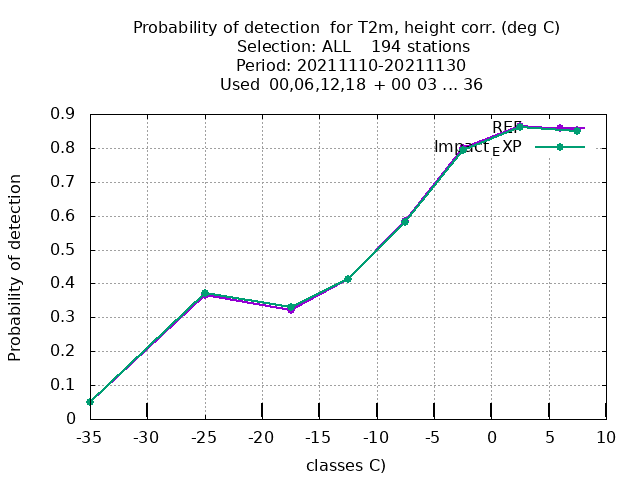 Probability of detection  for T2m, height corr. (deg C)
Selection: ALL    194 stations
Period: 20211110-20211130
Used  00,06,12,18  + 00 03 ... 36
0.9
REF
0.8
Impact E XP
0.7
0.6
0.5
0.4
0.3
0.2
0.1
0
Probability of detection
-35 -30 -25 -20 -15 -10 -5 0 5 10
classes C)